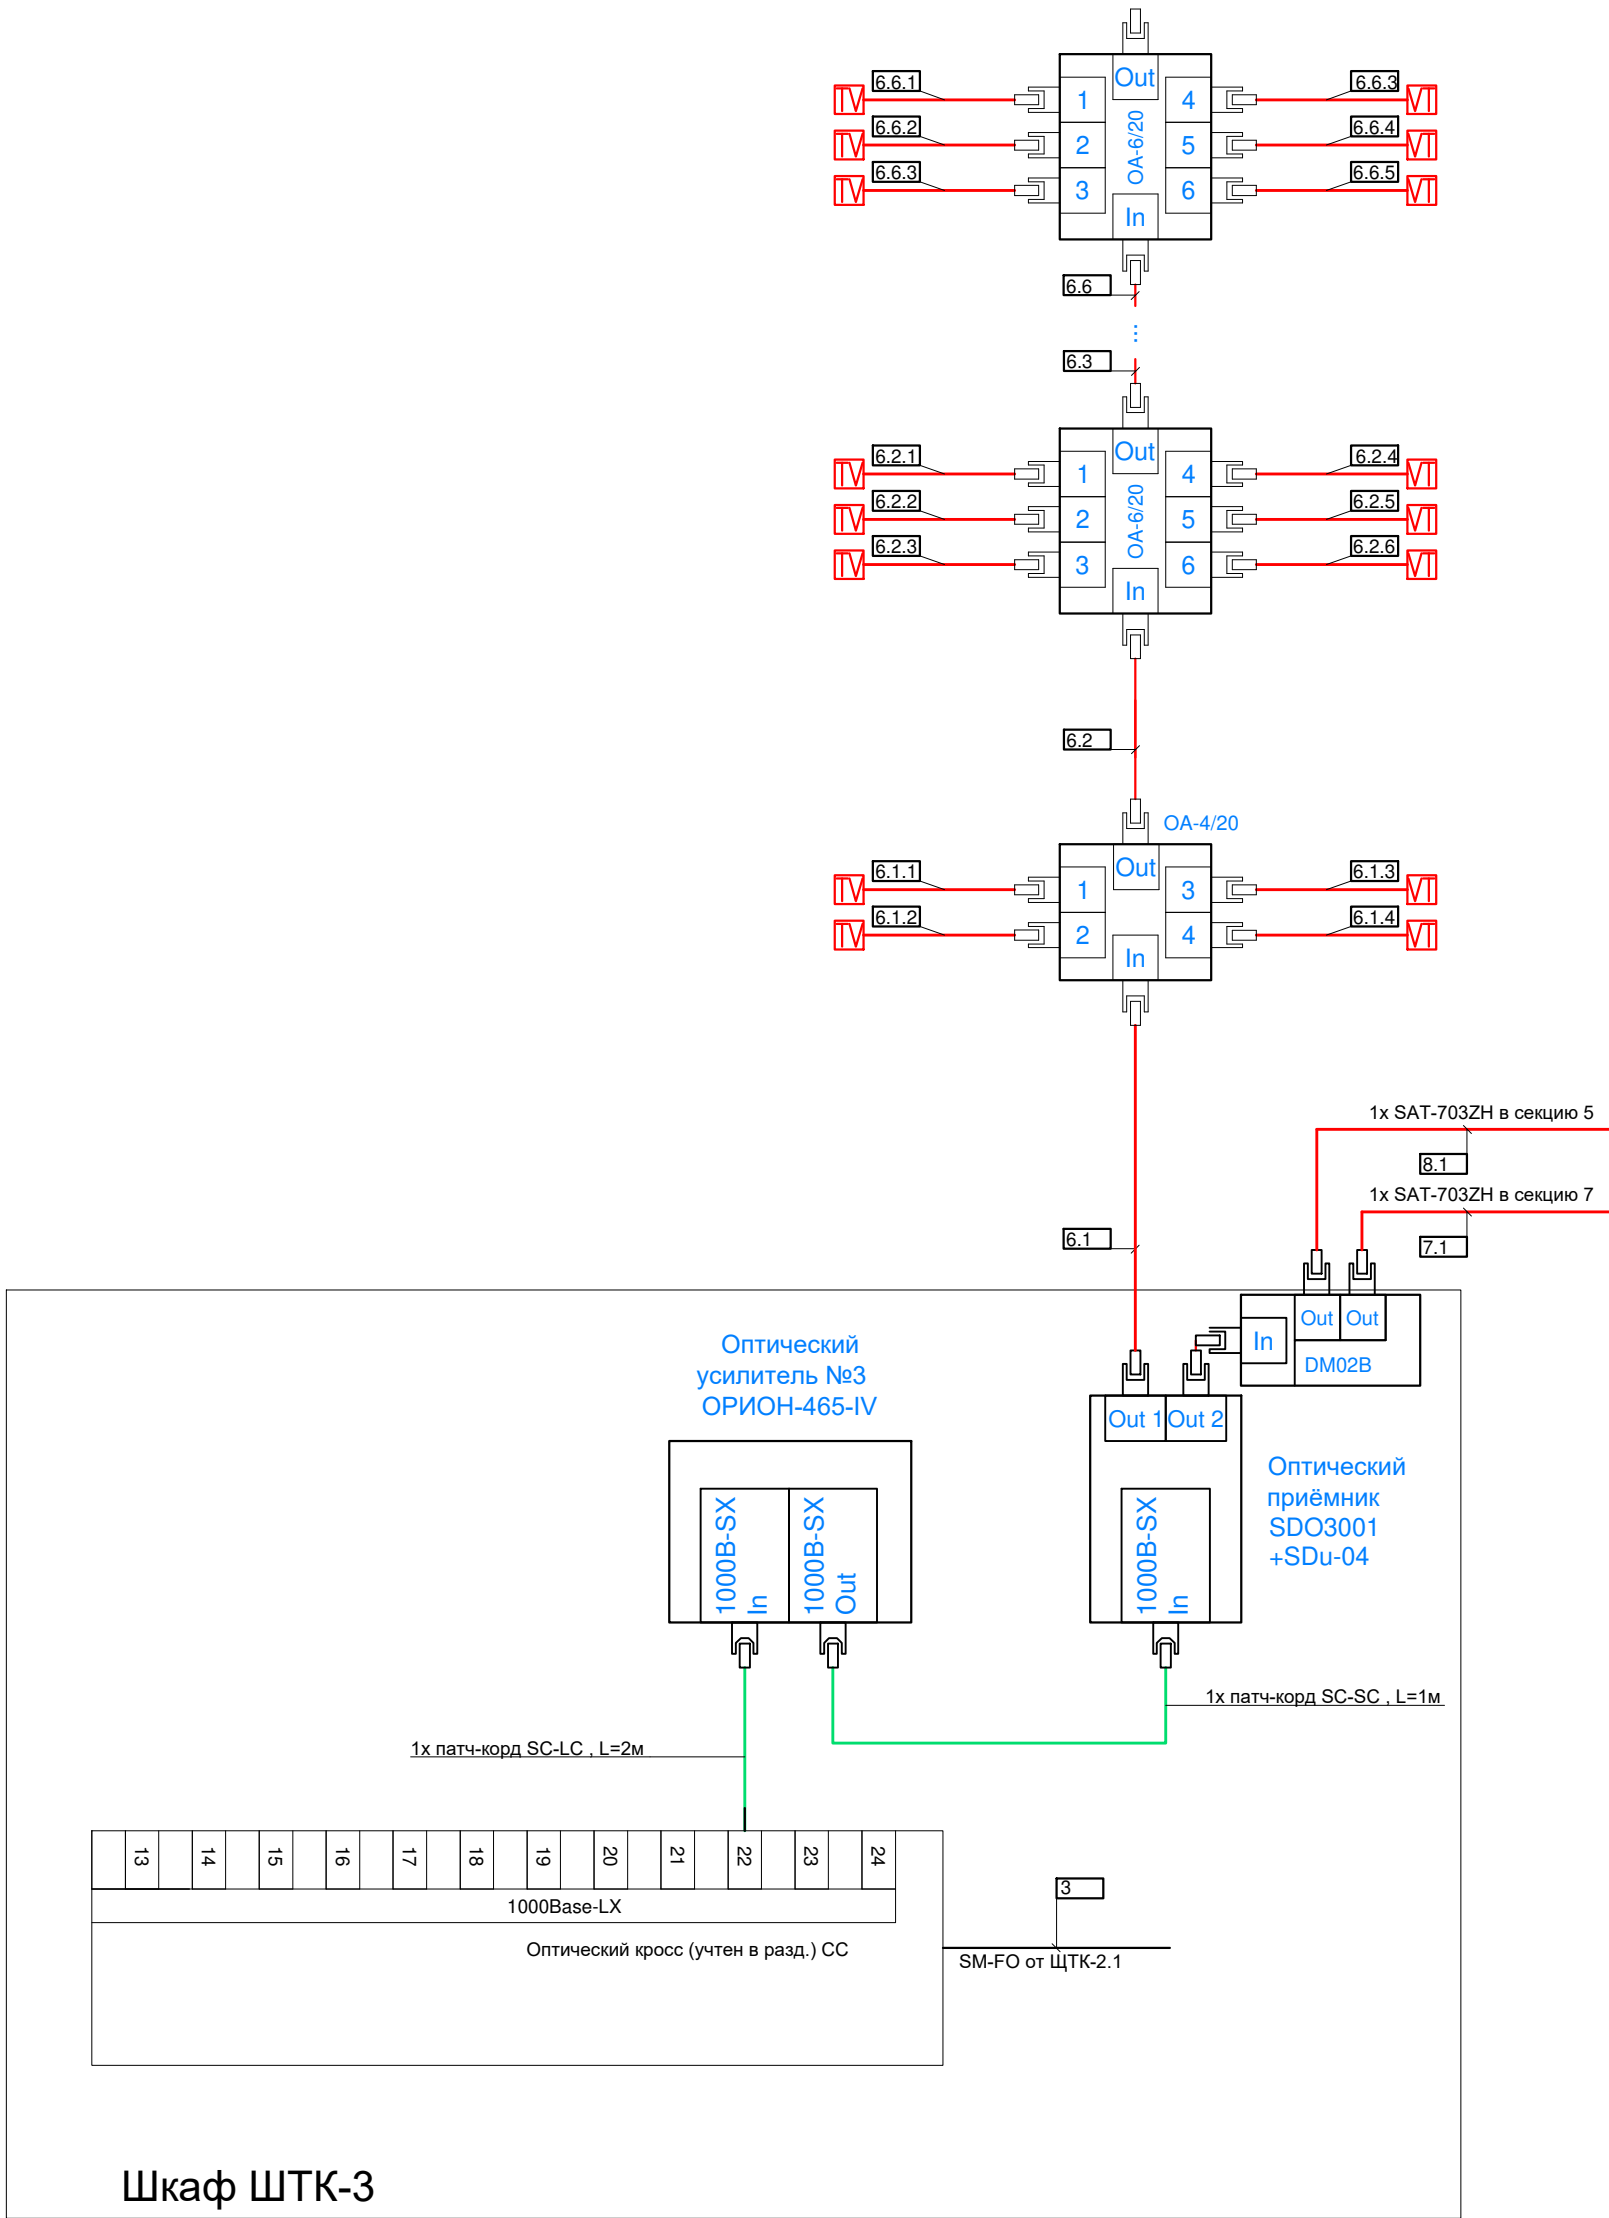 Out
6.6.1
6.6.3
TV
1
4
VT
6.6.2
6.6.4
TV
2
OA-6/20
5
VT
6.6.3
6.6.5
TV
3
6
VT
In
6.6
...
6.3
Out
6.2.1
6.2.4
TV
1
4
VT
6.2.2
6.2.5
TV
2
OA-6/20
5
VT
6.2.3
6.2.6
TV
3
6
VT
In
6.2
OA-4/20
Out
6.1.1
6.1.3
TV
1
3
VT
6.1.2
6.1.4
TV
2
4
VT
In
1x SAT-703ZH в секцию 5
8.1
1x SAT-703ZH в секцию 7
7.1
6.1
Out
Out
In
DM02B
Оптический
усилитель №3
ОРИОН-465-IV
Out 1
Out 2
Оптический
приёмник
SDO3001
+SDu-04
1000B-SX
In
1000B-SX
Out
1000B-SX
In
1x патч-корд SC-SC , L=1м
1x патч-корд SC-LC , L=2м
13
14
15
16
17
18
19
20
21
22
23
24
1000Base-LX
3
Оптический кросс (учтен в разд.) СС
SM-FO от ЩТК-2.1
Шкаф ШТК-3